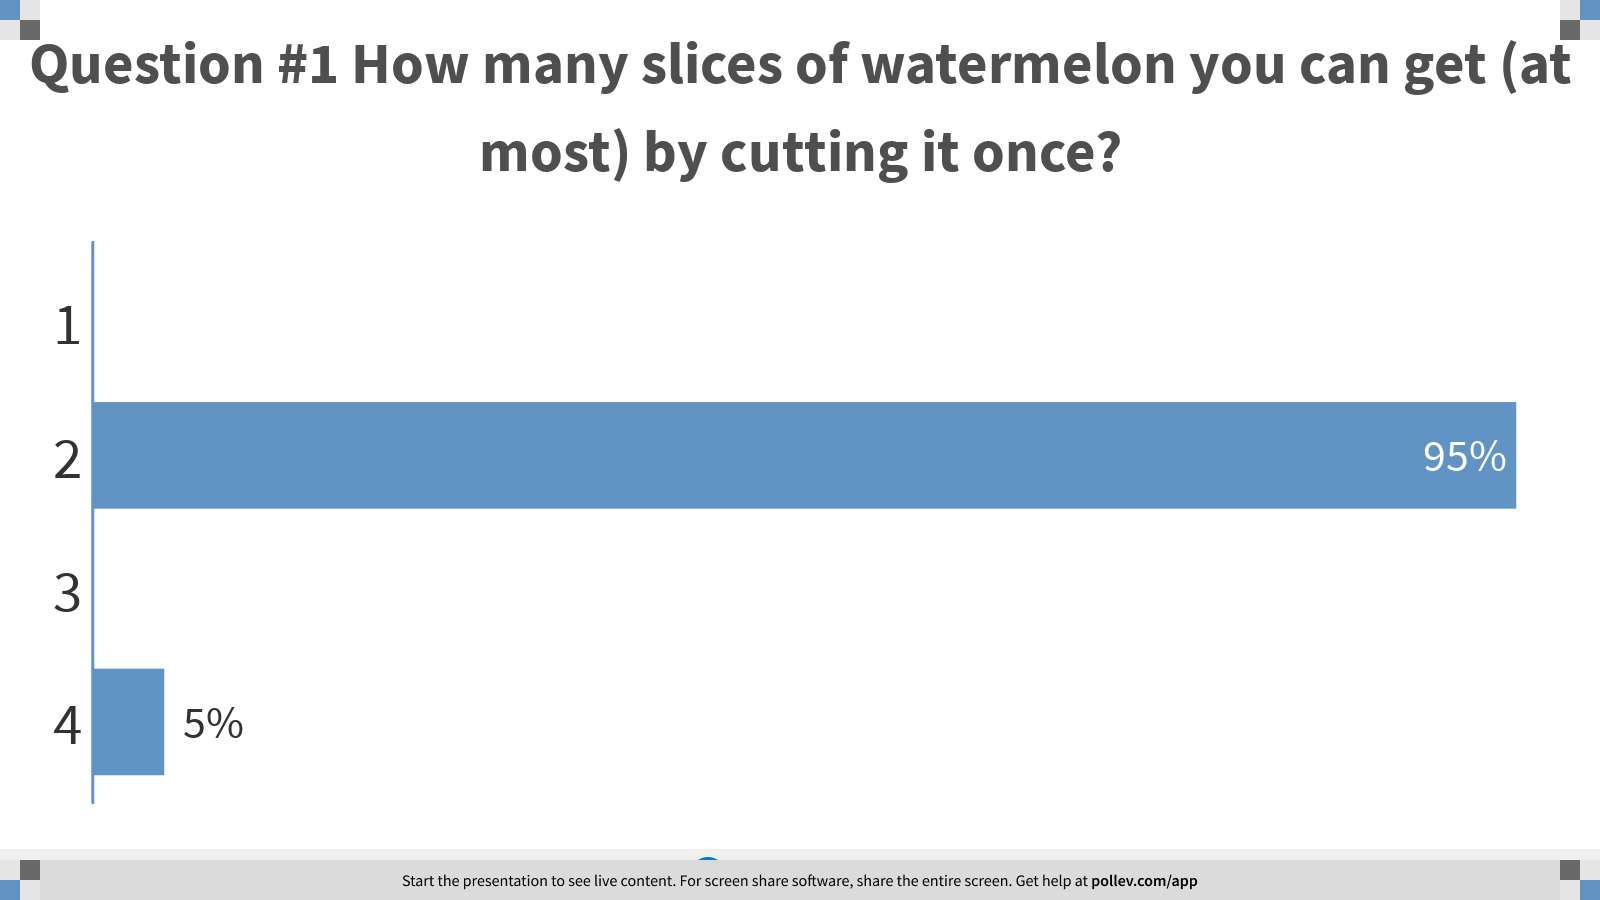 Question #1 How many slices of watermelon you can get (at
most) by cutting it once?
1
2
95%
3
4
5%
Start the presentation to see live content. For screen share software, share the entire screen. Get help at pollev.com/app